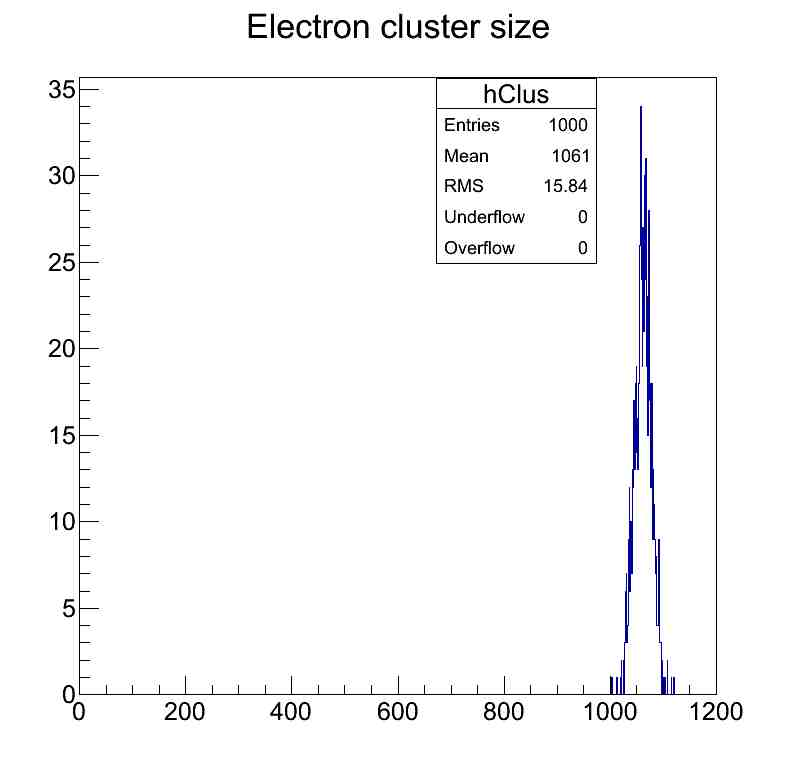 Electron cluster size
hClus
Entries 1000
Mean 1061
RMS 15.84
Underflow 0
Overflow 0
35
30
25
20
15
10
5
0
0 200 400 600 800 1000 1200